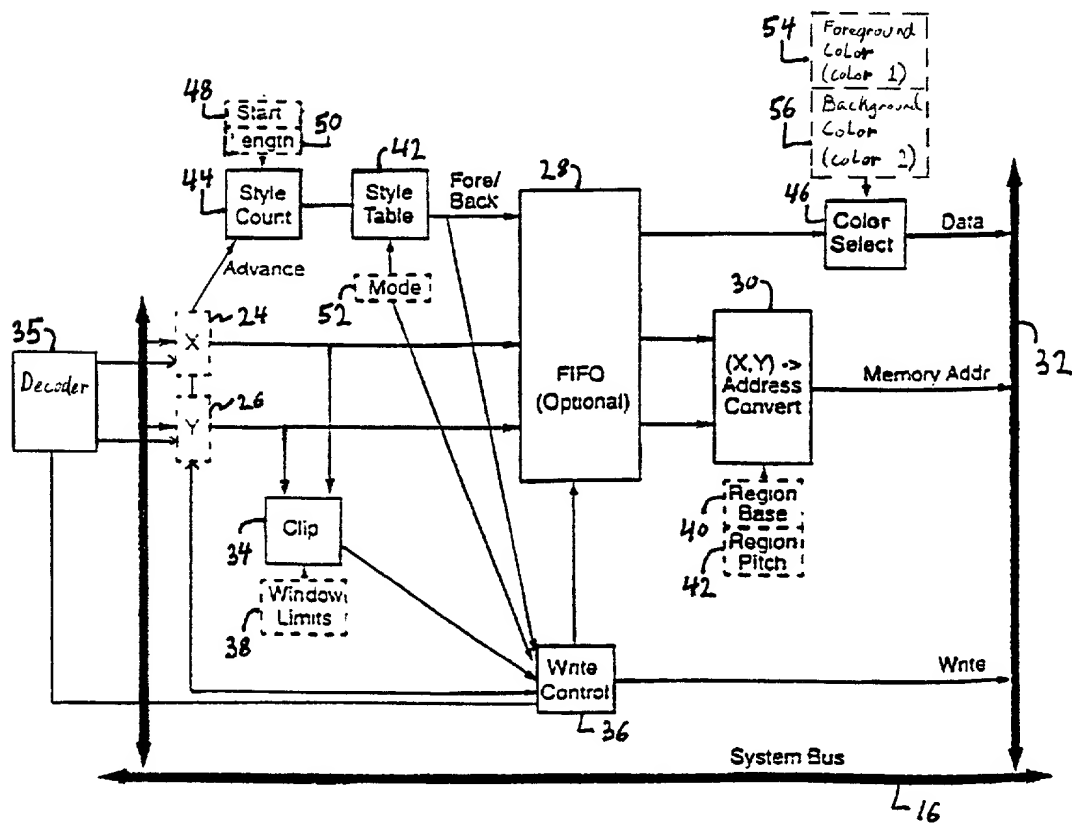 54
Foreground
Color
(color 1)
56
Background
Color
(color 2)
48
Start
50
Length
42
28
44
Style
Count
Style
Table
Fore/
Back
46
Color
Select
Data
Advance
52
Mode
30
35
24
X
Decoder
32
(X,Y) ->
Address
Convert
Memory Addr
FIFO
(Optional)
26
Y
34
Clip
40
Region
Base
42
Region
Pitch
38
Window
Limits
Write
Control
Write
36
System Bus
16